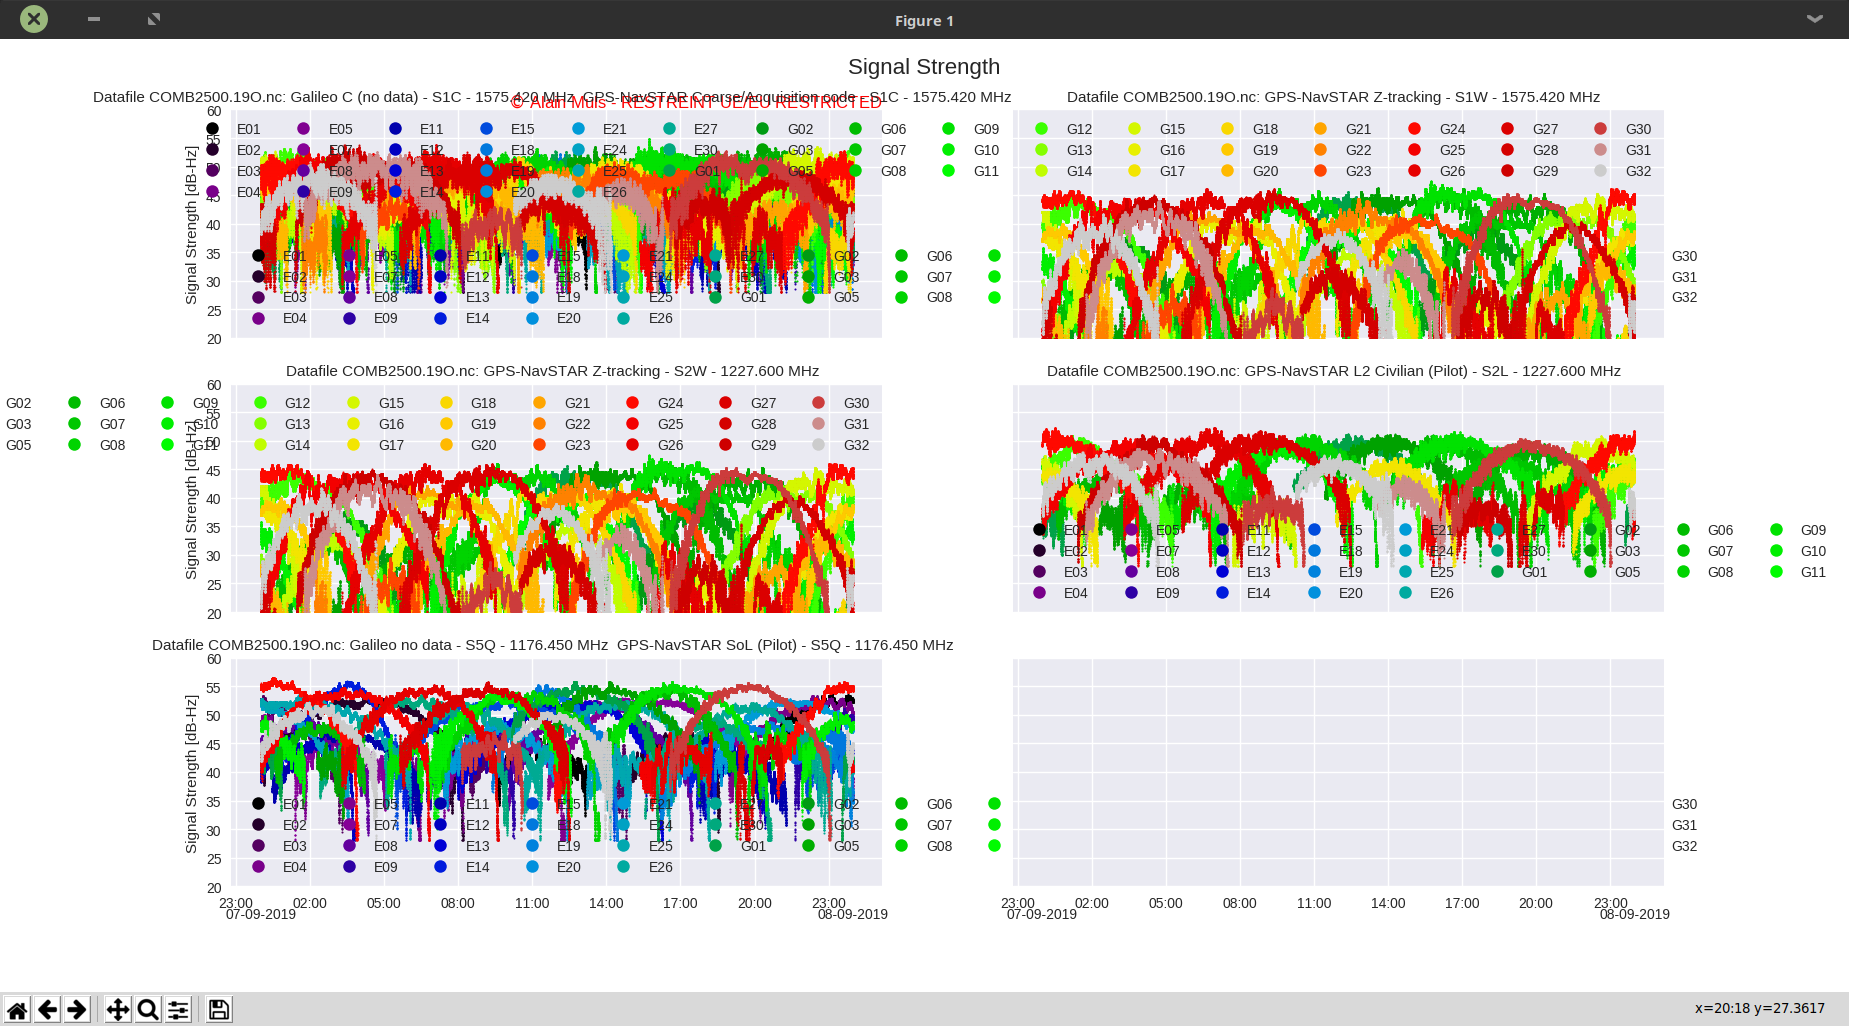 Figure 1
Signal Strength
Datafile COMB2500.19O.nc: Galileo C (no data) - S1C - 1575.420 MHz  GPS-NavSTAR Coarse/Acquisition code - S1C - 1575.420 MHz
© Alain Muls - RESTREINT UE/EU RESTRICTED
Datafile COMB2500.19O.nc: GPS-NavSTAR Z-tracking - S1W - 1575.420 MHz
60
55
50
45
40
35
30
25
20
Signal Strength [dB-Hz]
E01 E05 E11 E15 E21 E27 G02 G06 G09
E02 E07 E12 E18 E24 E30 G03 G07 G10
E03 E08 E13 E19 E25 G01 G05 G08 G11
E04 E09 E14 E20 E26
E01 E05 E11 E15 E21 E27 G02 G06
E02 E07 E12 E18 E24 E30 G03 G07
E03 E08 E13 E19 E25 G01 G05 G08
E04 E09 E14 E20 E26
G12 G15 G18 G21 G24 G27 G30
G13 G16 G19 G22 G25 G28 G31
G14 G17 G20 G23 G26 G29 G32
G30
G31
G32
Datafile COMB2500.19O.nc: GPS-NavSTAR Z-tracking - S2W - 1227.600 MHz
Datafile COMB2500.19O.nc: GPS-NavSTAR L2 Civilian (Pilot) - S2L - 1227.600 MHz
60
55
50
45
40
35
30
25
20
Signal Strength [dB-Hz]
G02 G06 G09 G12 G15 G18 G21 G24 G27 G30
G03 G07 G10 G13 G16 G19 G22 G25 G28 G31
G05 G08 G11 G14 G17 G20 G23 G26 G29 G32
E01 E05 E11 E15 E21 E27 G02 G06 G09
E02 E07 E12 E18 E24 E30 G03 G07 G10
E03 E08 E13 E19 E25 G01 G05 G08 G11
E04 E09 E14 E20 E26
Datafile COMB2500.19O.nc: Galileo no data - S5Q - 1176.450 MHz  GPS-NavSTAR SoL (Pilot) - S5Q - 1176.450 MHz
60
55
50
45
40
35
30
25
20
Signal Strength [dB-Hz]
E01 E05 E11 E15 E21 E27 G02 G06
E02 E07 E12 E18 E24 E30 G03 G07
E03 E08 E13 E19 E25 G01 G05 G08
E04 E09 E14 E20 E26
G30
G31
G32
23:00 02:00 05:00 08:00 11:00 14:00 17:00 20:00 23:00
07-09-2019 08-09-2019
23:00 02:00 05:00 08:00 11:00 14:00 17:00 20:00 23:00
07-09-2019 08-09-2019
x=20:18 y=27.3617